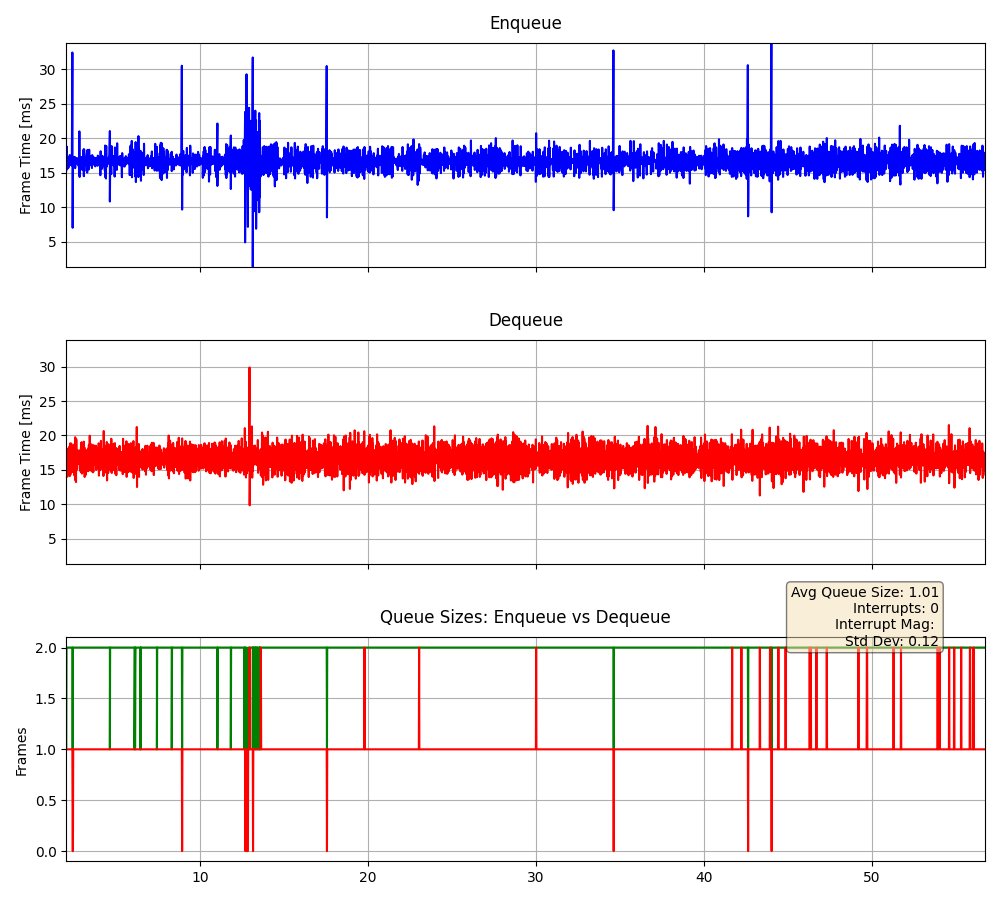 Enqueue
Frame Time [ms]
30
25
20
15
10
5
Dequeue
Frame Time [ms]
30
25
20
15
10
5
Avg Queue Size: 1.01
Interrupts: 0
Interrupt Mag:
Std Dev: 0.12
Queue Sizes: Enqueue vs Dequeue
Frames
2.0
1.5
1.0
0.5
0.0
10 20 30 40 50